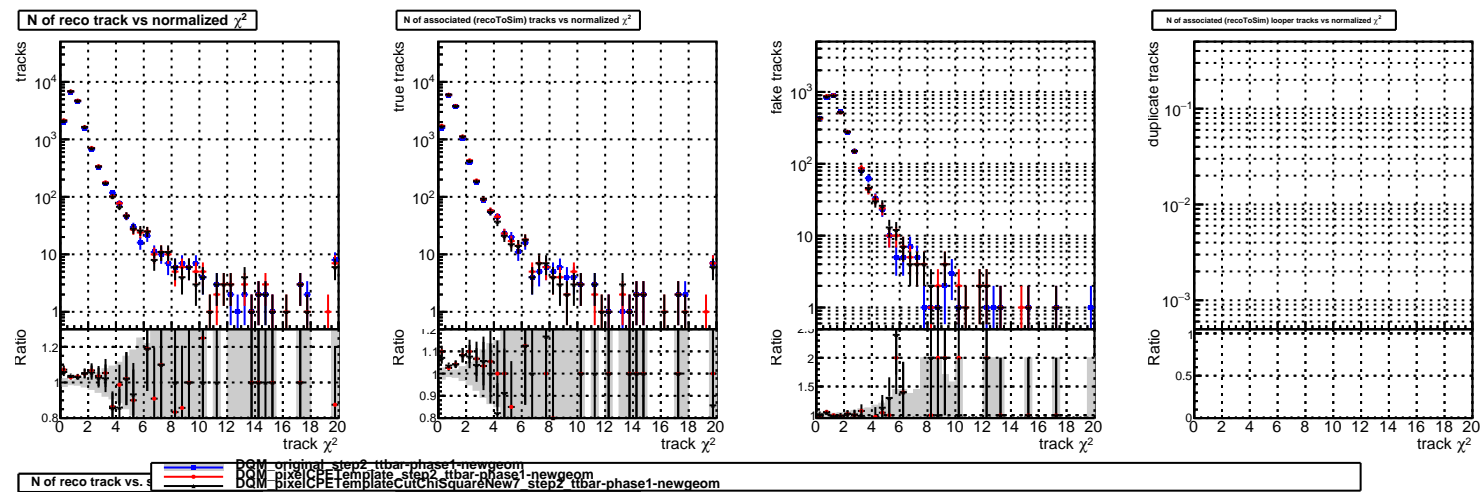 N of reco track vs normalized χ²
N of associated (recoToSim) tracks vs normalized χ²
N of associated (recoToSim) looper tracks vs normalized χ²
tracks
10⁴
10³
10²
10
1
Ratio
1.2
1
0.8
0 2 4 6 8 10 12 14 16 18 20
track χ²
true tracks
10⁴
10³
10²
10
1
Ratio
1.2
1.1
1
0.9
0.8
0 2 4 6 8 10 12 14 16 18 20
track χ²
fake tracks
10³
10²
10
1
Ratio
2.5
2
1.5
1
0 2 4 6 8 10 12 14 16 18 20
track χ²
duplicate tracks
10⁻¹
10⁻²
10⁻³
Ratio
1
0.5
0
0 2 4 6 8 10 12 14 16 18 20
track χ²
N of reco track vs.
DQM_original_step2_ttbar-phase1-newgeom
DQM_pixelCPETemplate_step2_ttbar-phase1-newgeom
DQM_pixelCPETemplateCutChiSquareNew7_step2_ttbar-phase1-newgeom